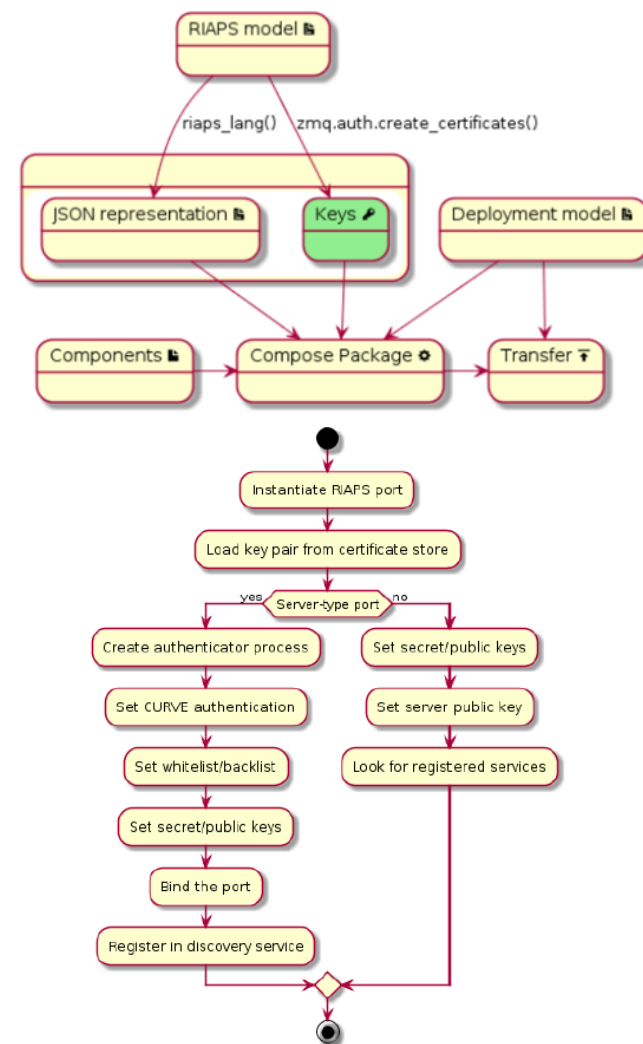 RIAPS model
riaps_lang()
zmq.auth.create_certificates()
JSON representation
Keys
Deployment model
Components
Compose Package
Transfer
Instantiate RIAPS port
Load key pair from certificate store
yes
Server-type port
no
Create authenticator process
Set secret/public keys
Set CURVE authentication
Set server public key
Set whitelist/backlist
Look for registered services
Set secret/public keys
Bind the port
Register in discovery service